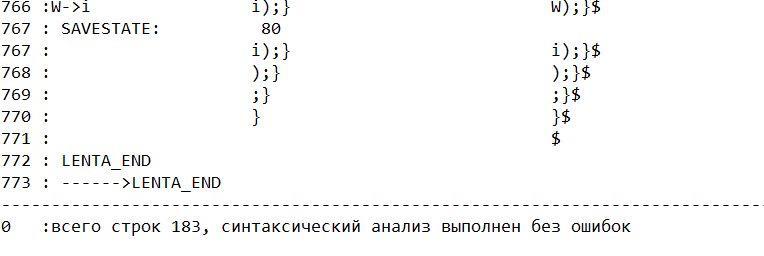 766 :W->i                i);}                          W);}$
767 : SAVESTATE:          80
767 :                    i);}                          i);}$
768 :                    );}                           );}$
769 :                    ;}                            ;}$
770 :                    }                             }$
771 :                                                  $
772 : LENTA_END
773 : ------>LENTA_END
----------------------------------------------------------------------------
0   :всего строк 183, синтаксический анализ выполнен без ошибок